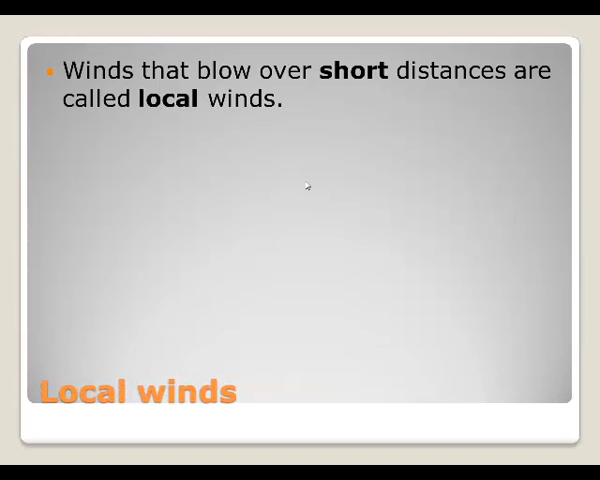 Winds that blow over short distances are
called local winds.
Local winds